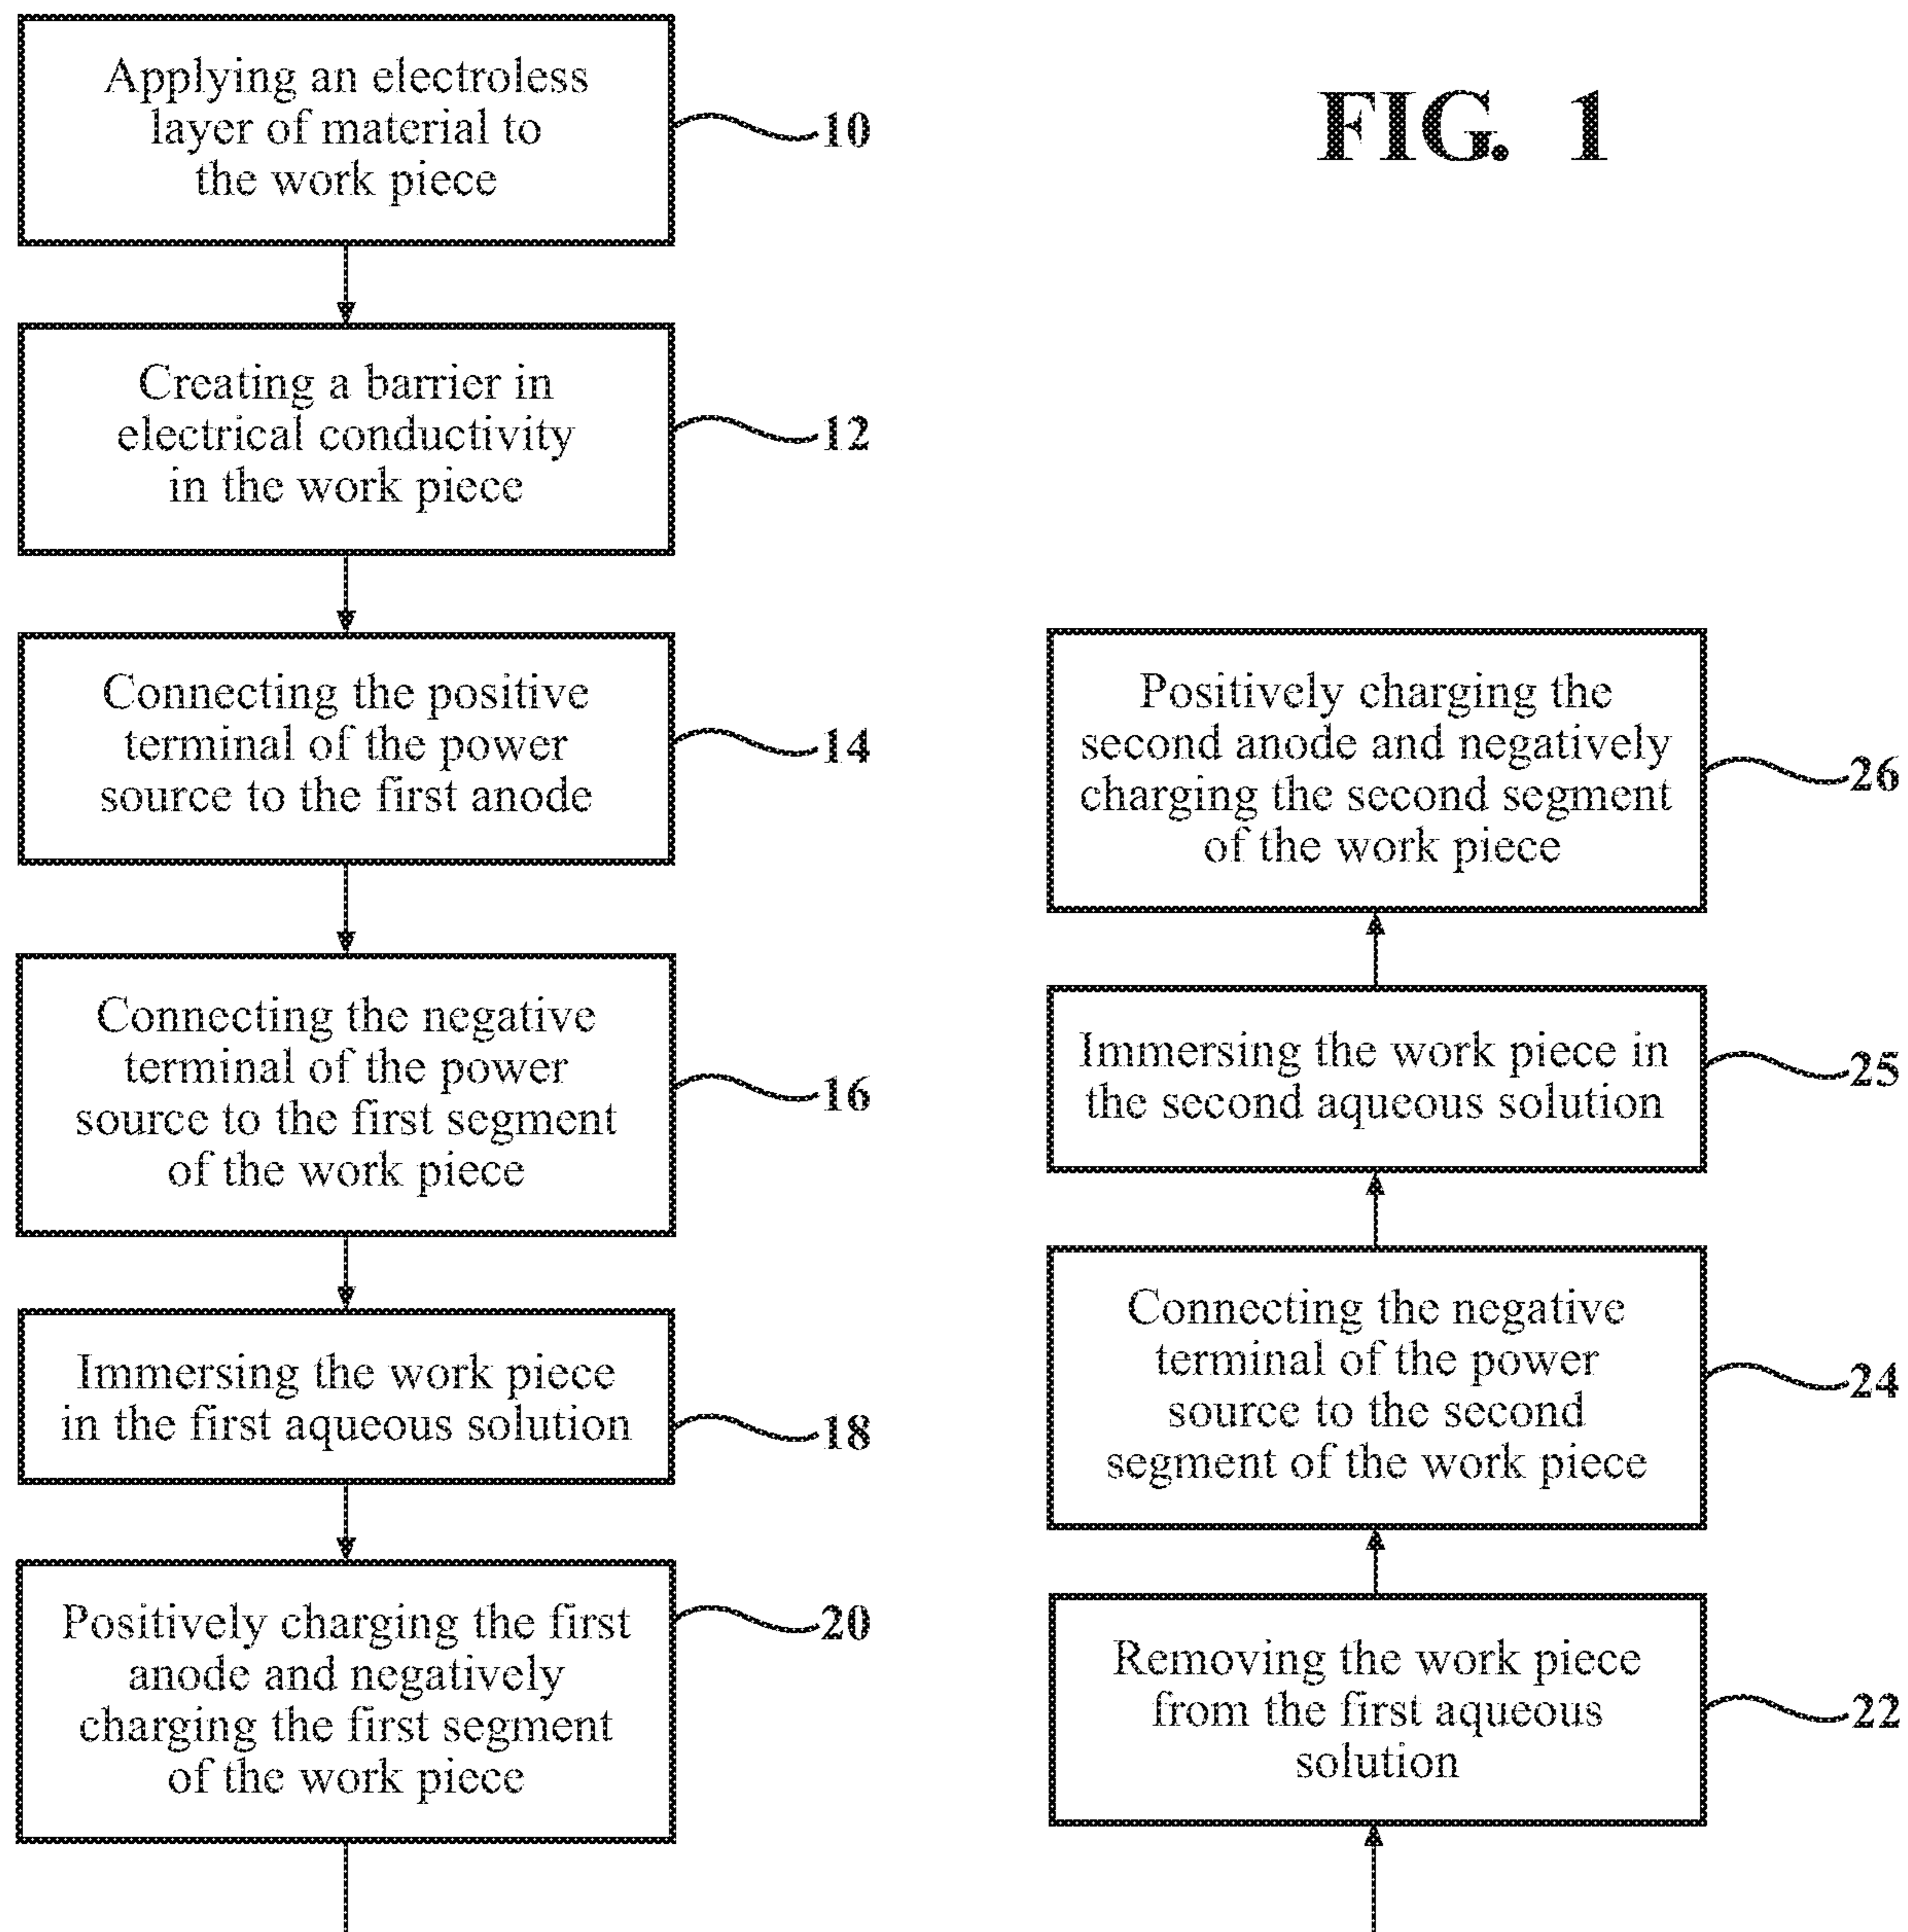 FIG. 1
Applying an electroless
layer of material to
the work piece
10
Creating a barrier in
electrical conductivity
in the work piece
12
Connecting the positive
terminal of the power
source to the first anode
14
Connecting the negative
terminal of the power
source to the first segment
of the work piece
16
Immersing the work piece
in the first aqueous solution
18
Positively charging the first
anode and negatively
charging the first segment
of the work piece
20
Removing the work piece
from the first aqueous
solution
22
Connecting the negative
terminal of the power
source to the second
segment of the work piece
24
Immersing the work piece in
the second aqueous solution
25
Positively charging the
second anode and negatively
charging the second segment
of the work piece
26